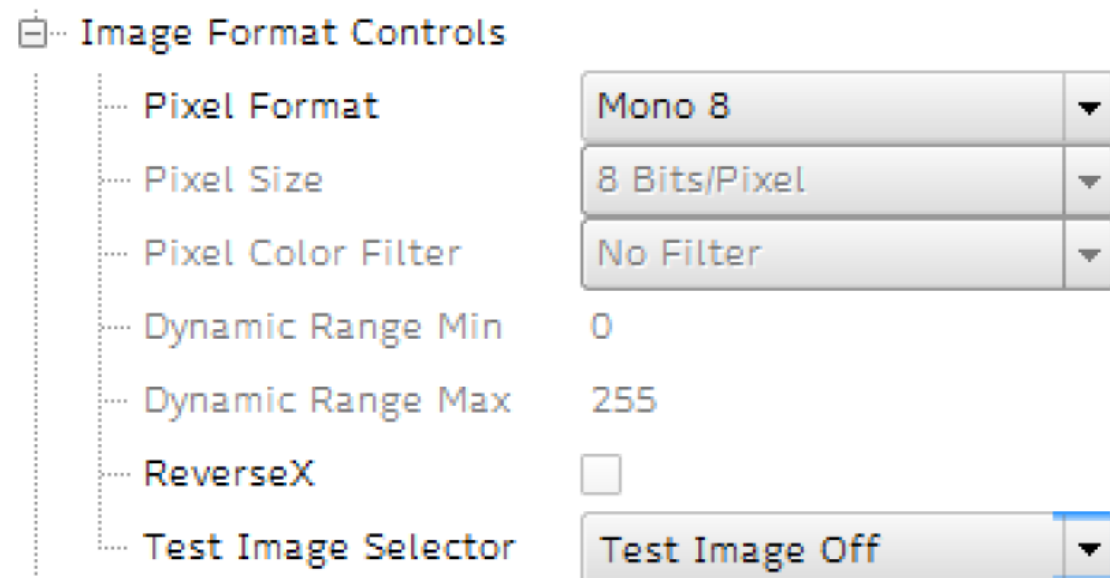 Image Format Controls
Pixel Format Mono 8
Pixel Size 8 Bits/Pixel
Pixel Color Filter No Filter
Dynamic Range Min 0
Dynamic Range Max 255
ReverseX
Test Image Selector Test Image Off